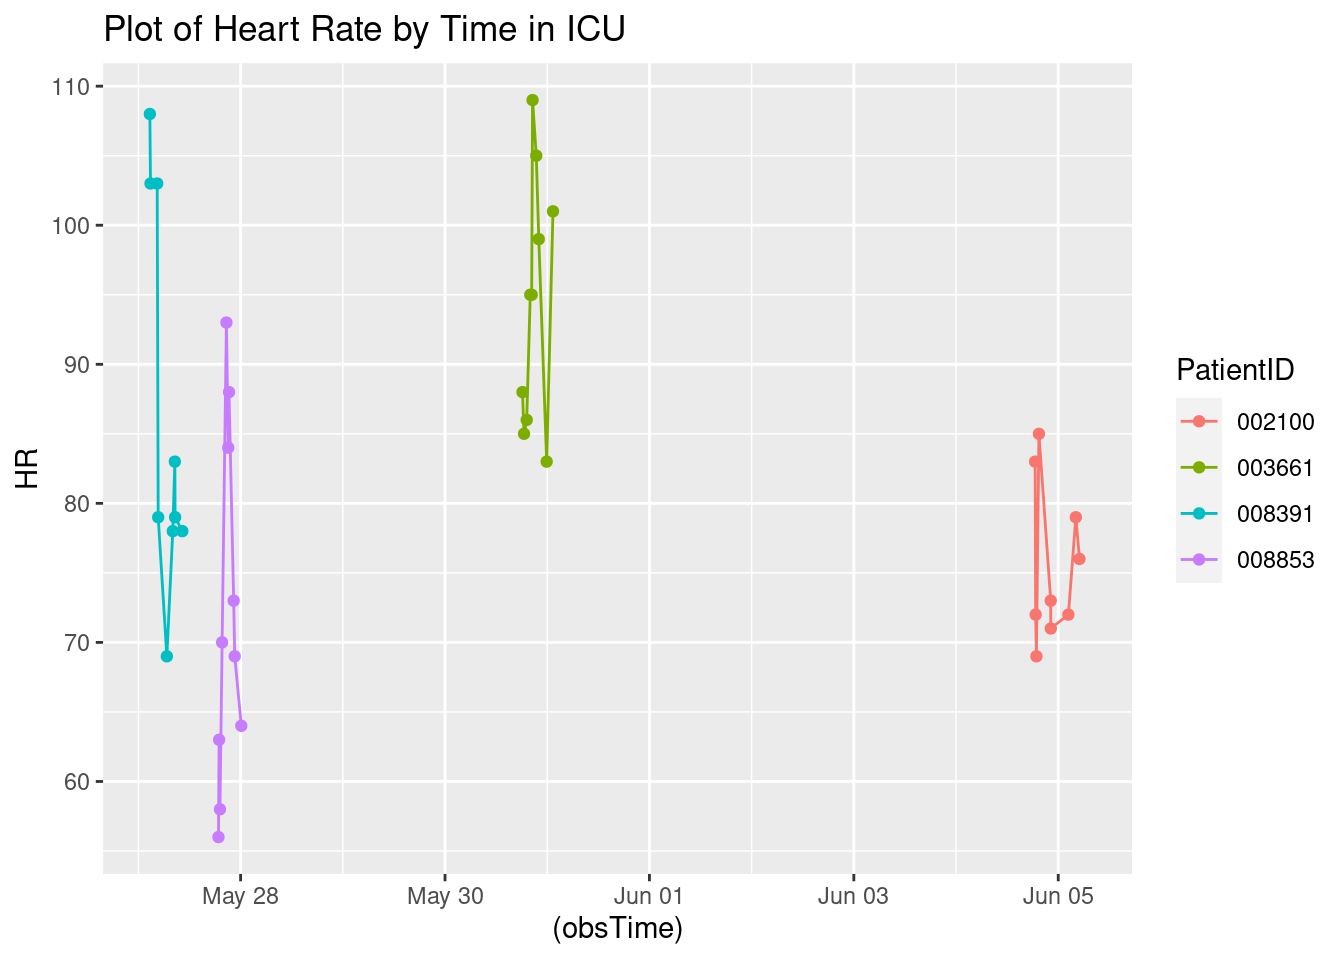 Plot of Heart Rate by Time in ICU
110
100
90
80
70
60
HR
May 28
May 30
Jun 01
Jun 03
Jun 05
(obsTime)
PatientID
002100
003661
008391
008853